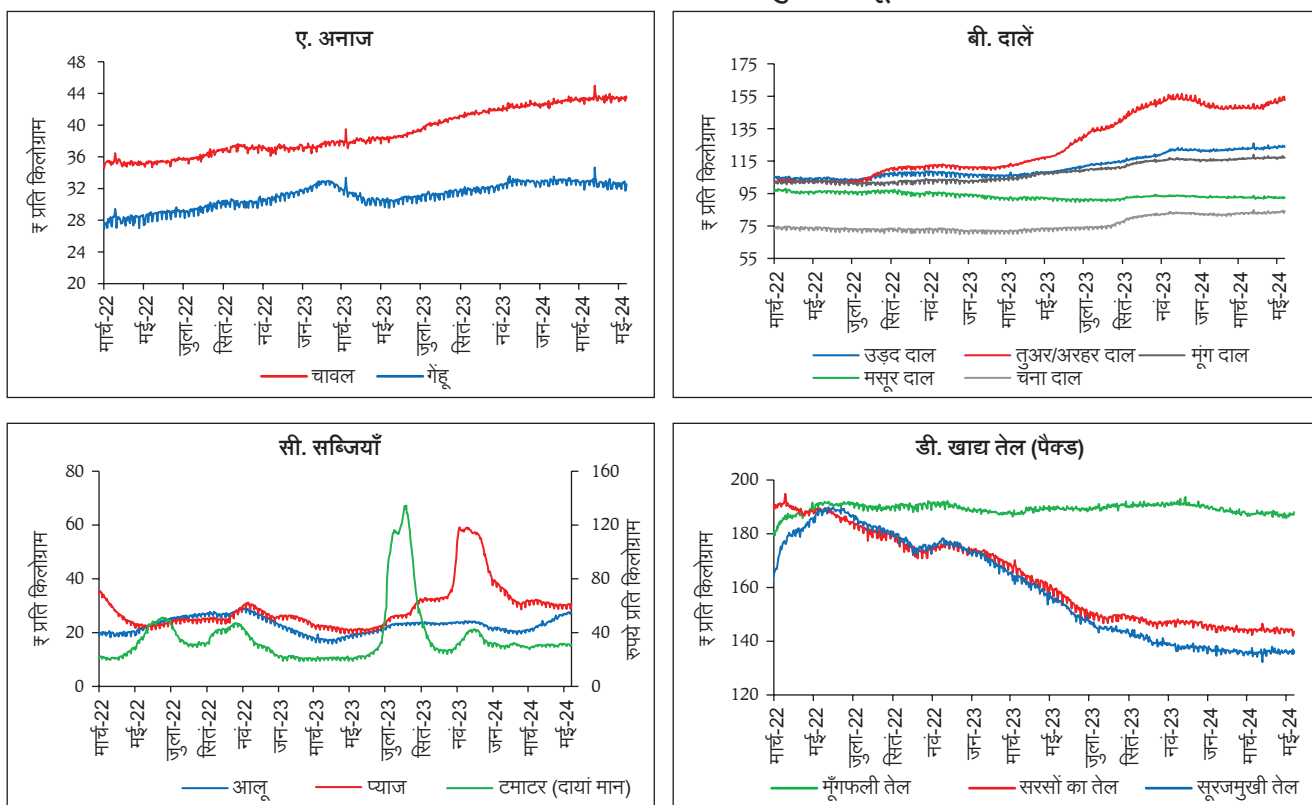 ए. अनाज
₹ प्रति किलोग्राम
48
44
40
36
32
28
24
20
मार्च-22
मई-22
जुला-22
सितं-22
नवं-22
जन-23
मार्च-23
मई-23
जुला-23
सितं-23
नवं-23
जन-24
मार्च-24
मई-24
चावल गेंहू
बी. दालें
₹ प्रति किलोग्राम
175
155
135
115
95
75
55
मार्च-22
मई-22
जुला-22
सितं-22
नवं-22
जन-23
मार्च-23
मई-23
जुला-23
सितं-23
नवं-23
जन-24
मार्च-24
मई-24
उड़द दाल तुअर/अरहर दाल मूंग दाल
मसूर दाल चना दाल
सी. सब्जियाँ
₹ प्रति किलोग्राम
80
60
40
20
0
160
120
80
40
0
रुपये प्रति किलोग्राम
मार्च-22
मई-22
जुला-22
सितं-22
नवं-22
जन-23
मार्च-23
मई-23
जुला-23
सितं-23
नवं-23
जन-24
मार्च-24
मई-24
आलू प्याज टमाटर (दायां मान)
डी. खाद्य तेल (पैक्ड)
₹ प्रति किलोग्राम
200
180
160
140
120
मार्च-22
मई-22
जुला-22
सितं-22
नवं-22
जन-23
मार्च-23
मई-23
जुला-23
सितं-23
नवं-23
जन-24
मार्च-24
मई-24
मूँगफली तेल सरसों का तेल सूरजमुखी तेल